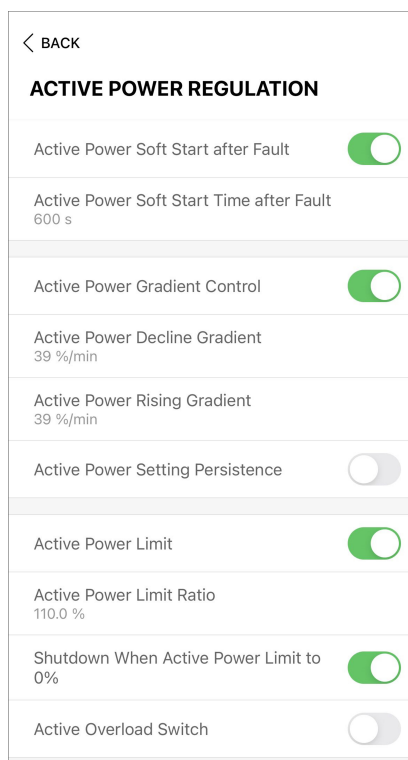 BACK
ACTIVE POWER REGULATION
Active Power Soft Start after Fault
Active Power Soft Start Time after Fault
600 s
Active Power Gradient Control
Active Power Decline Gradient
39 %/min
Active Power Rising Gradient
39 %/min
Active Power Setting Persistence
Active Power Limit
Active Power Limit Ratio
110.0 %
Shutdown When Active Power Limit to
0%
Active Overload Switch